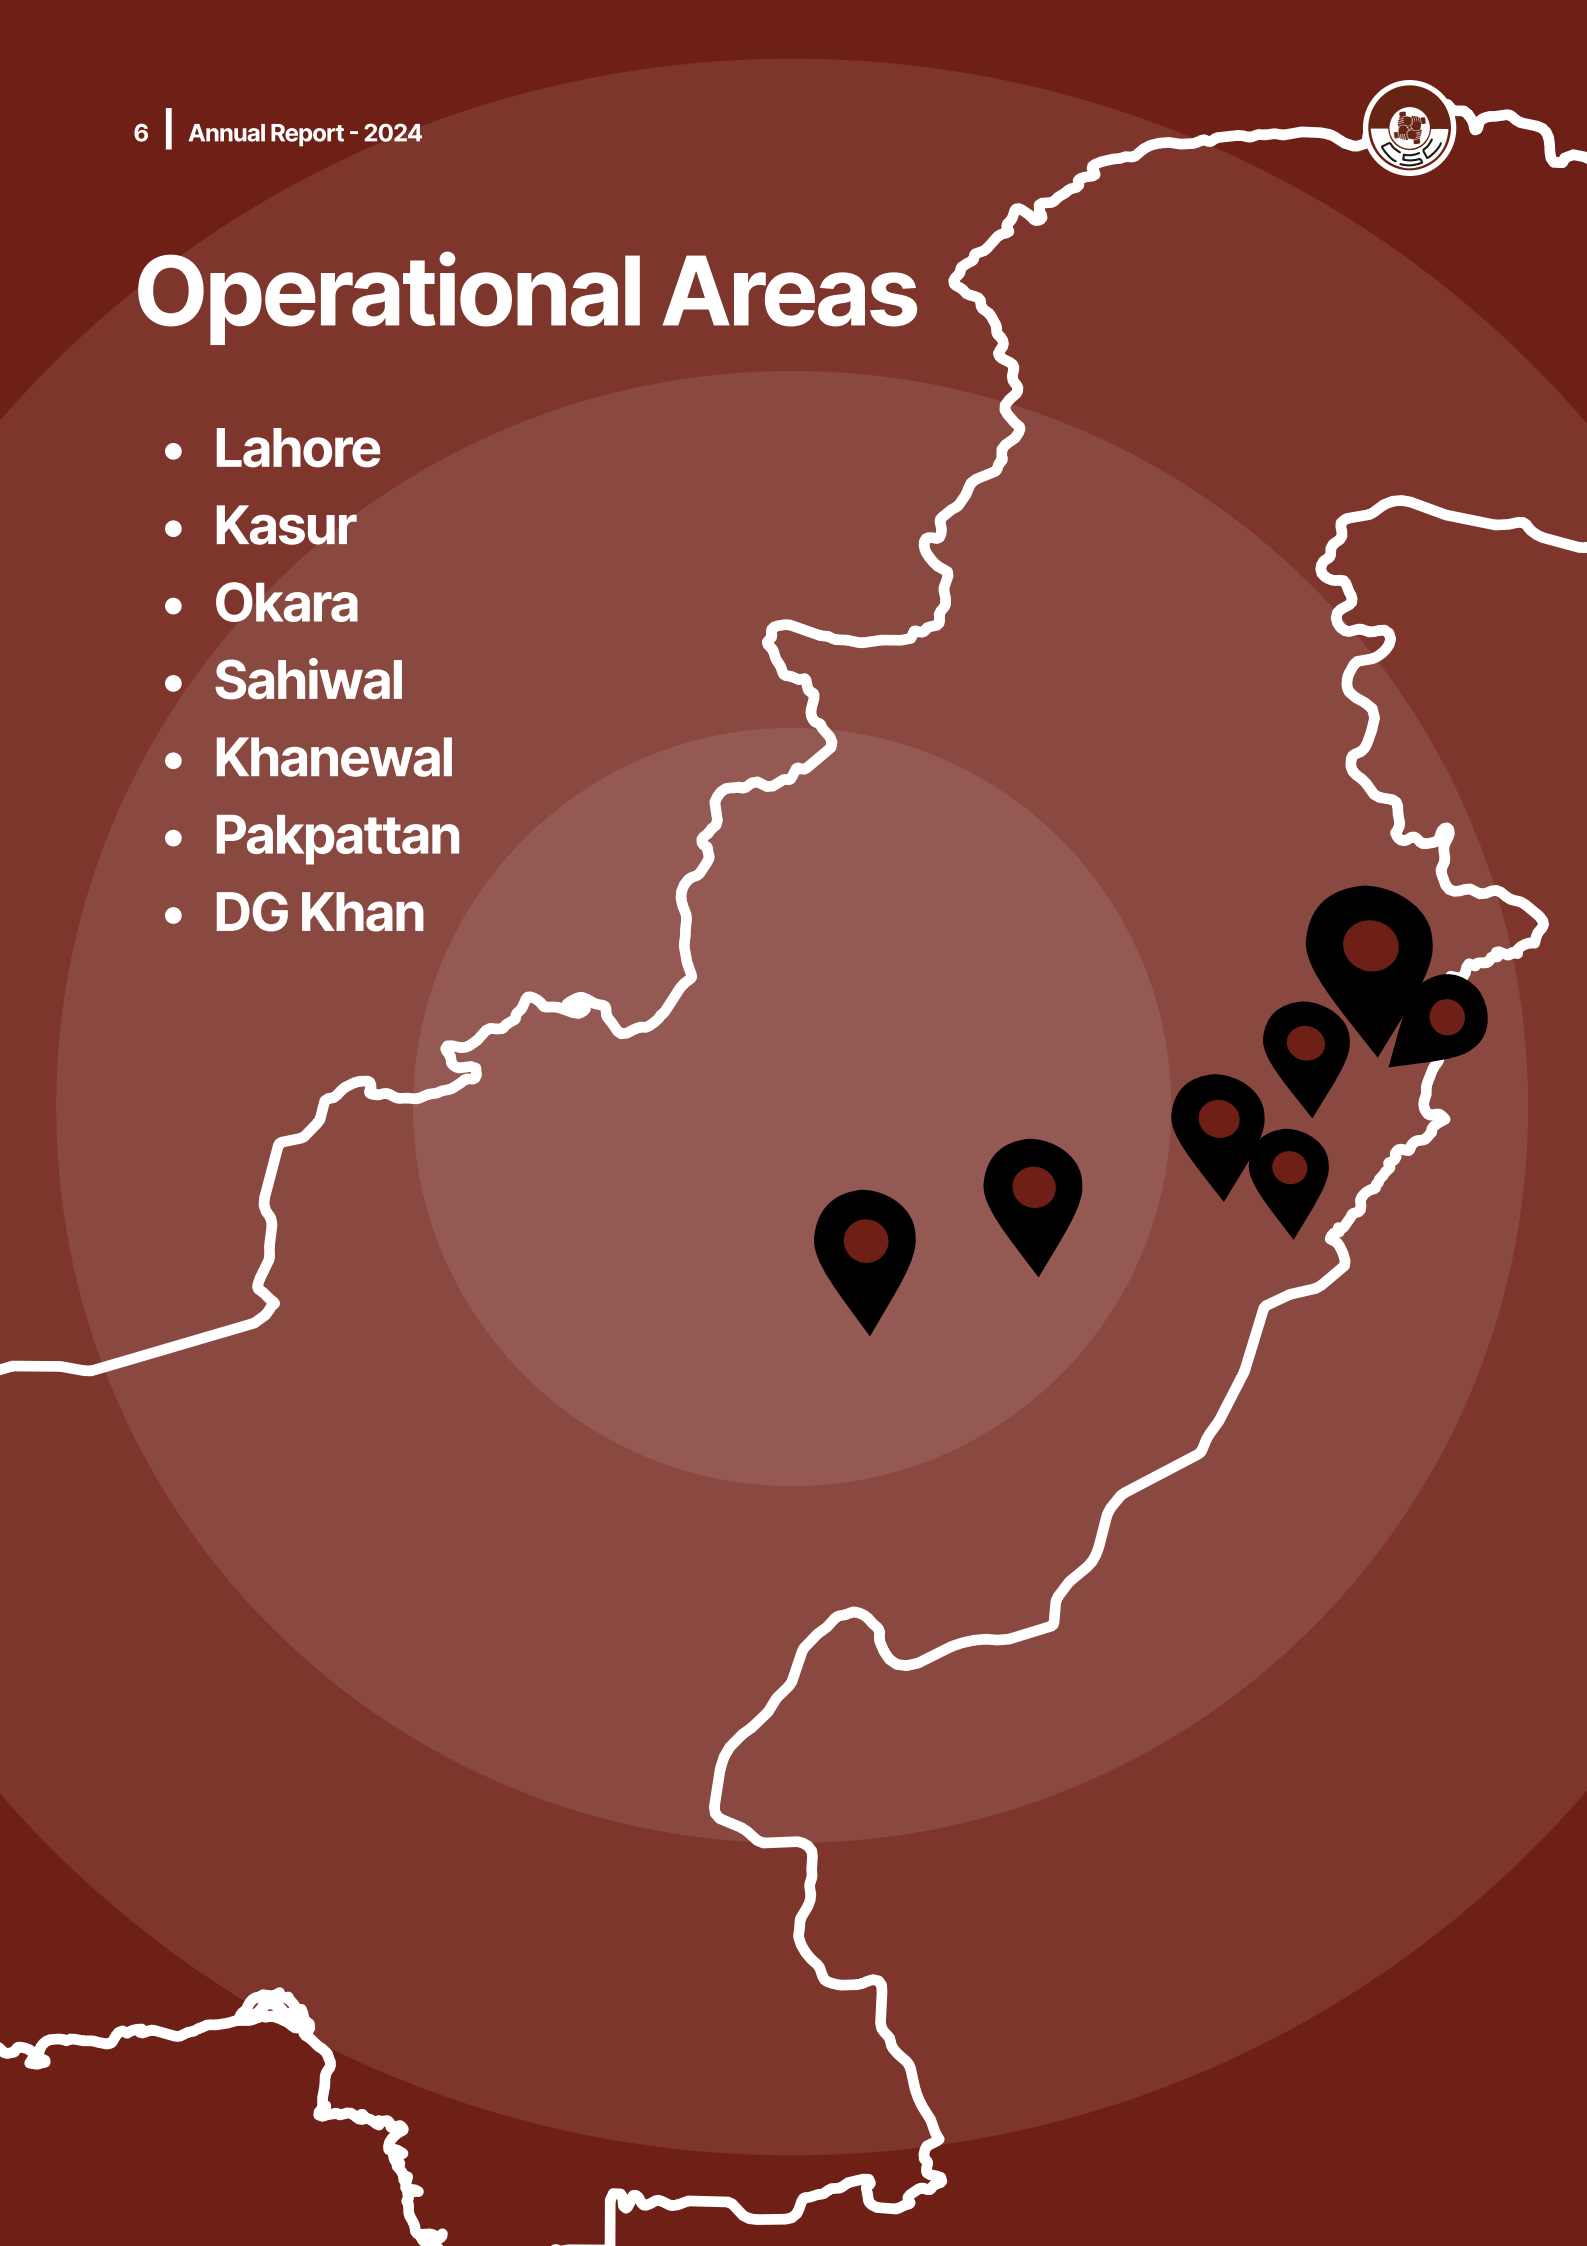 6 | Annual Report - 2024
Operational Areas
• Lahore
• Kasur
• Okara
• Sahiwal
• Khanewal
• Pakpattan
• DG Khan